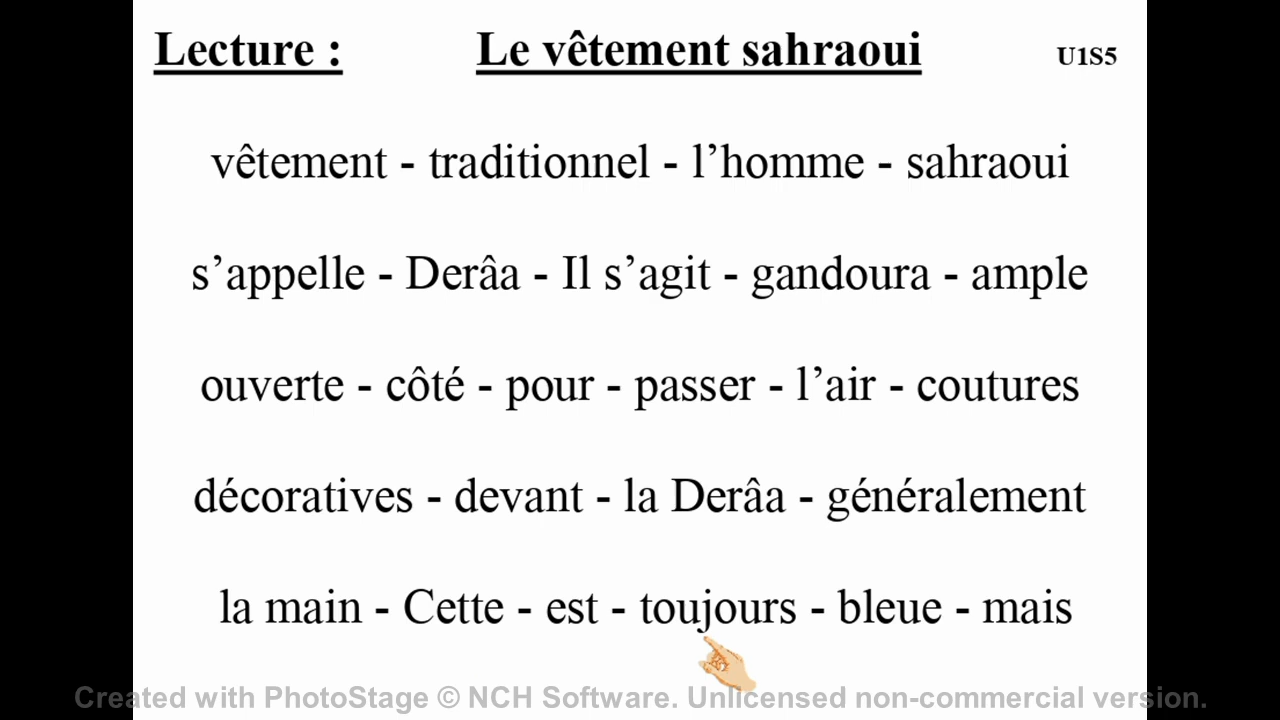 Lecture : Le vêtement sahraoui U1S5
vêtement - traditionnel - l’homme - sahraoui
s’appelle - Derâa - Il s’agit - gandoura - ample
ouverte - côté - pour - passer - l’air - coutures
décoratives - devant - la Derâa - généralement
la main - Cette - est - toujours - bleue - mais
Created with PhotoStage © NCH Software. Unlicensed non-commercial version.